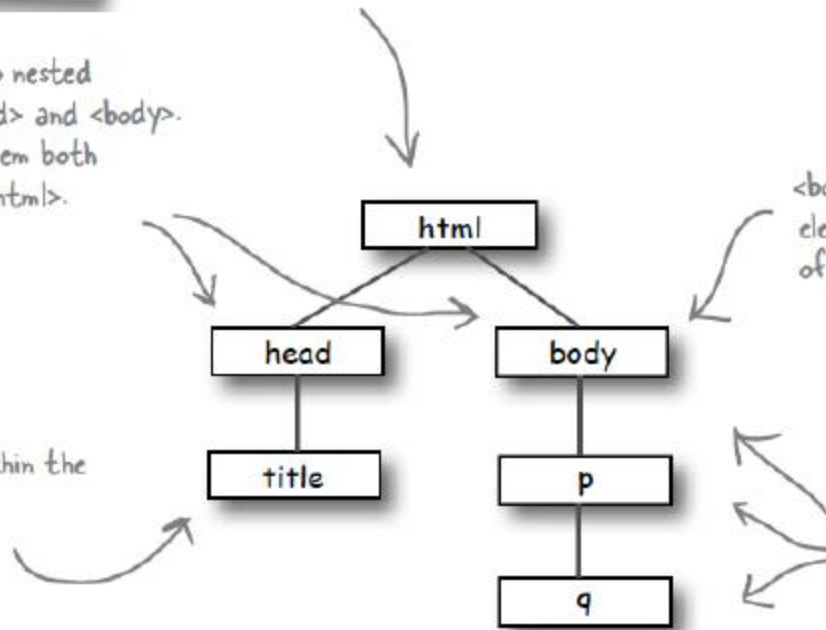 nested
d> and <body>.
em both
html>.
html
<bo
ele
of
head
body
hin the
title
p
q